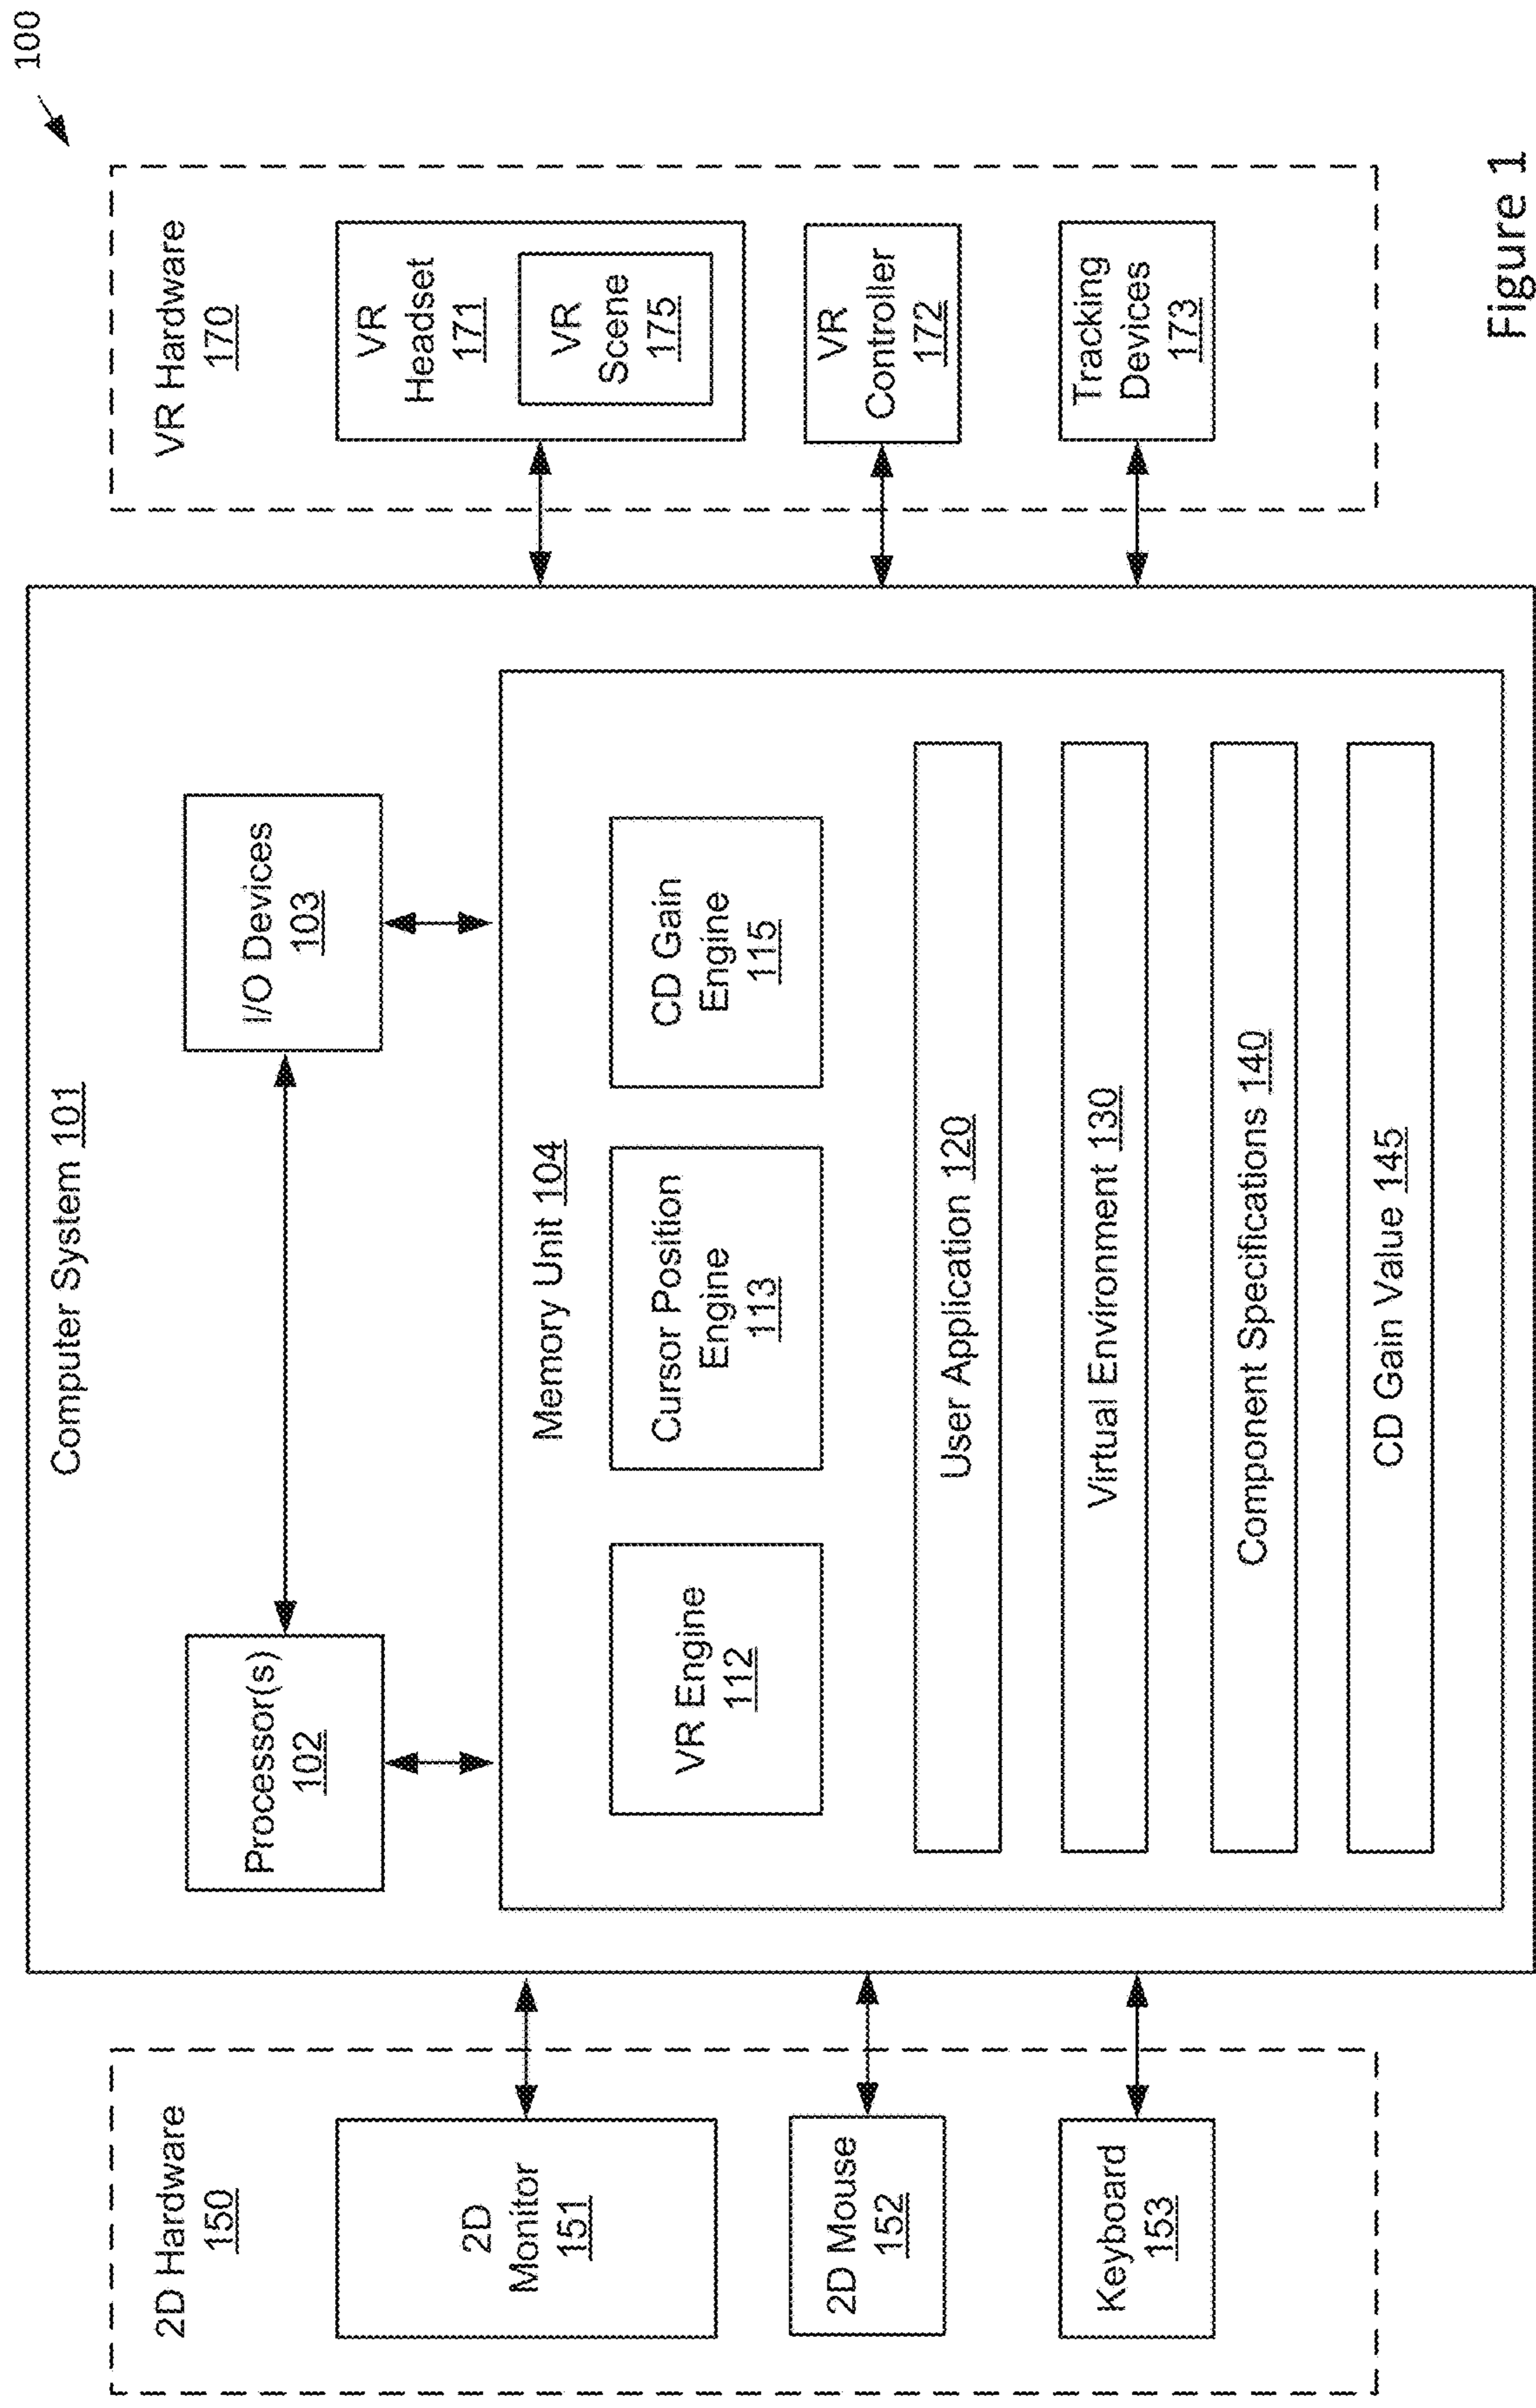 100
2D Hardware
150
2D
Monitor
151
2D Mouse
152
Keyboard
153
Computer System 101
Processor(s)
102
I/O Devices
103
Memory Unit 104
VR Engine
112
Cursor Position
Engine
113
CD Gain
Engine
115
User Application 120
Virtual Environment 130
Component Specifications 140
CD Gain Value 145
VR Hardware
170
VR
Headset
171
VR
Scene
175
VR
Controller
172
Tracking
Devices
173
Figure 1